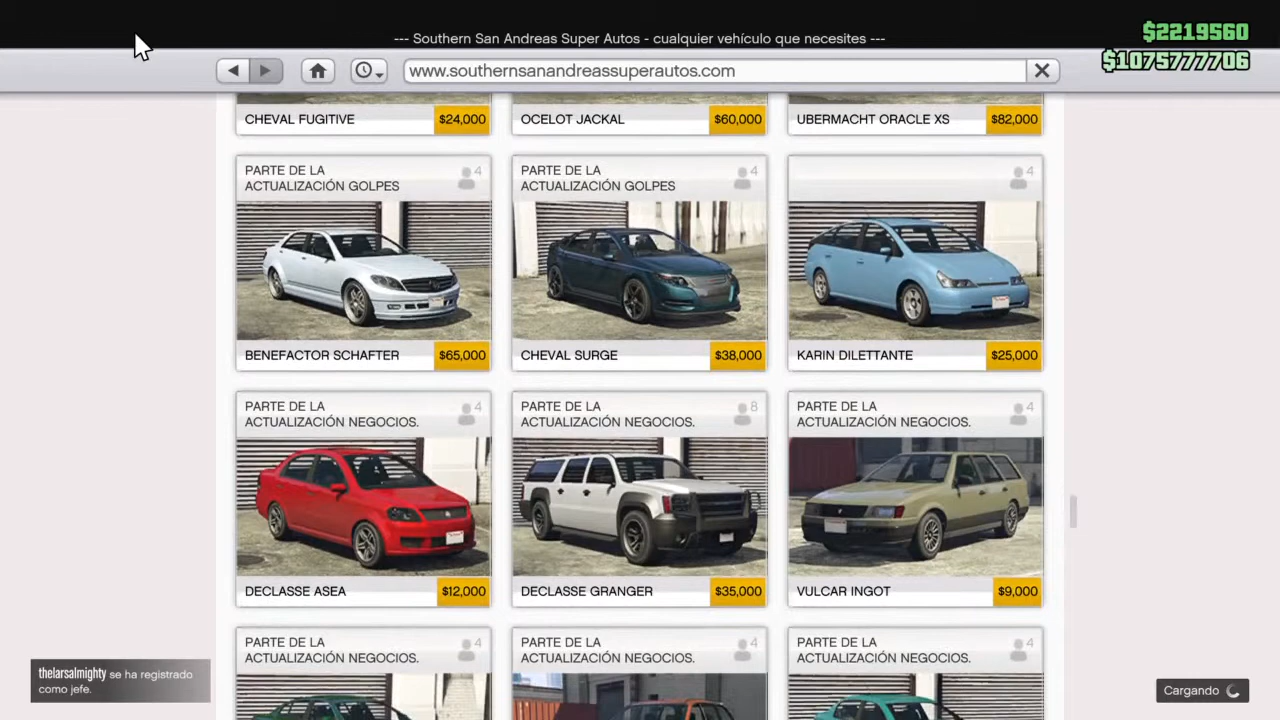 --- Southern San Andreas Super Autos - cualquier vehículo que necesites ---
$2219560
$1075777706
www.southernsanandreassuperautos.com
CHEVAL FUGITIVE $24,000
OCELOT JACKAL $60,000
UBERMACHT ORACLE XS $82,000
PARTE DE LA
ACTUALIZACIÓN GOLPES
4
BENEFACTOR SCHAFTER $65,000
PARTE DE LA
ACTUALIZACIÓN GOLPES
4
CHEVAL SURGE $38,000
4
KARIN DILETTANTE $25,000
PARTE DE LA
ACTUALIZACIÓN NEGOCIOS.
4
DECLASSE ASEA $12,000
PARTE DE LA
ACTUALIZACIÓN NEGOCIOS.
8
DECLASSE GRANGER $35,000
PARTE DE LA
ACTUALIZACIÓN NEGOCIOS.
4
VULCAR INGOT $9,000
PARTE DE LA
ACTUALIZACIÓN NEGOCIOS.
4
PARTE DE LA
ACTUALIZACIÓN NEGOCIOS.
4
PARTE DE LA
ACTUALIZACIÓN NEGOCIOS.
4
thelarsalmighty se ha registrado
como jefe.
Cargando